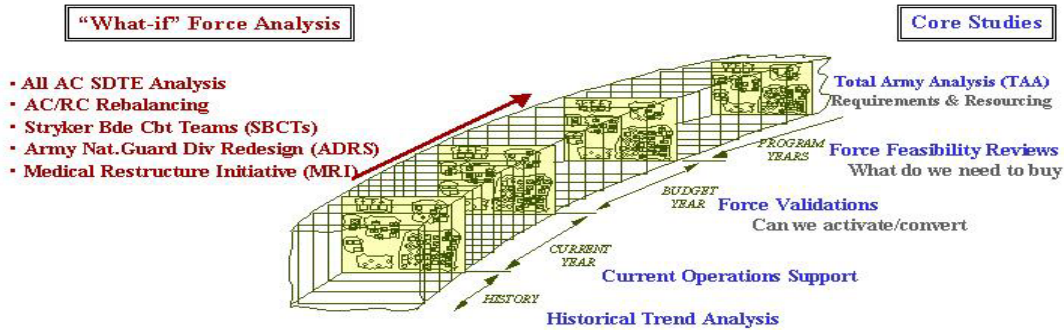 “What-if” Force Analysis
Core Studies
• All AC SDTE Analysis
• AC/RC Rebalancing
• Stryker Bde Cbt Teams (SBCTs)
• Army Nat.Guard Div Redesign (ADRS)
• Medical Restructure Initiative (MRI)
Total Army Analysis (TAA)
Requirements & Resourcing
Force Feasibility Reviews
What do we need to buy
Force Validations
Can we activate/convert
Current Operations Support
Historical Trend Analysis
PROGRAM
YEARS
BUDGET
YEAR
CURRENT
YEAR
HISTORY